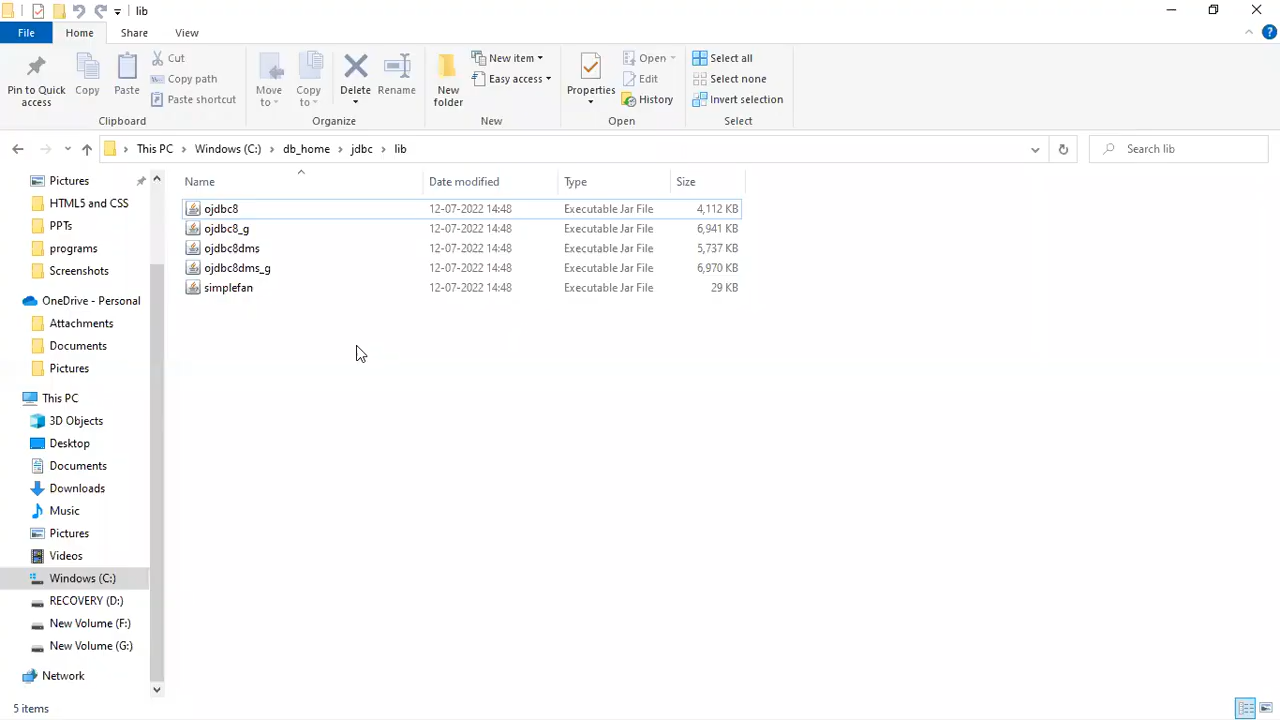 lib
File Home Share View
Pin to Quick access
Copy
Paste
Cut
Copy path
Paste shortcut
Clipboard
Move to
Copy to
Delete
Rename
Organize
New folder
New item
Easy access
New
Properties
Open
Edit
History
Open
Select all
Select none
Invert selection
Select
This PC > Windows (C:) > db_home > jdbc > lib
Search lib
Pictures
HTML5 and CSS
PPTs
programs
Screenshots
OneDrive - Personal
Attachments
Documents
Pictures
This PC
3D Objects
Desktop
Documents
Downloads
Music
Pictures
Videos
Windows (C:)
RECOVERY (D:)
New Volume (F:)
New Volume (G:)
Network
Name Date modified Type Size
ojdbc8 12-07-2022 14:48 Executable Jar File 4,112 KB
ojdbc8_g 12-07-2022 14:48 Executable Jar File 6,941 KB
ojdbc8dms 12-07-2022 14:48 Executable Jar File 5,737 KB
ojdbc8dms_g 12-07-2022 14:48 Executable Jar File 6,970 KB
simplefan 12-07-2022 14:48 Executable Jar File 29 KB
5 items